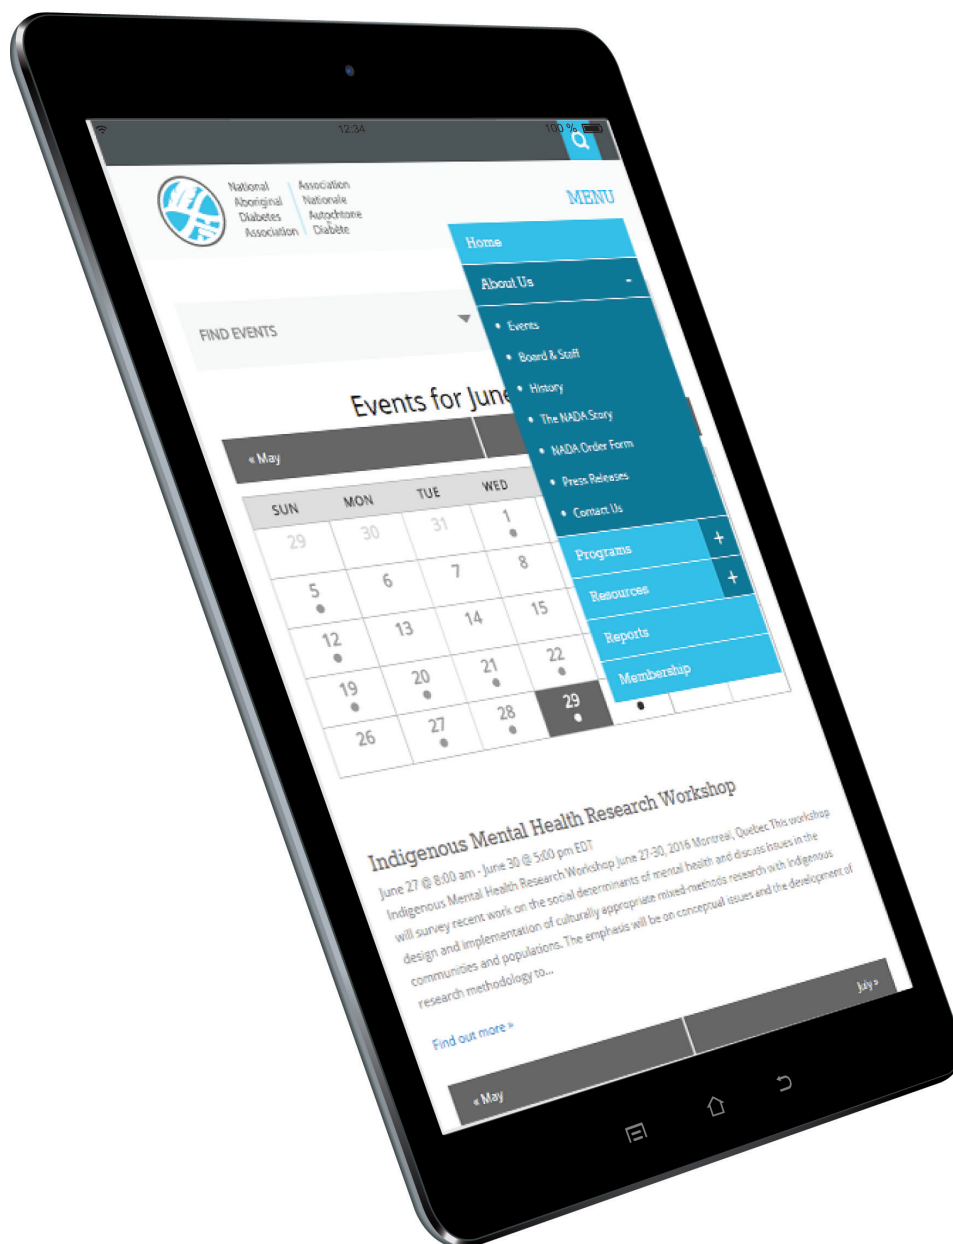 12:34
100 %
National
Aboriginal
Diabetes
Association
Association
Nationale
Autochtone
Diabète
MENU
Home
About Us -
Events
Board & Staff
History
The NADA Story
NADA Order Form
Press Releases
Contact Us
Programs +
Resources +
Reports
Membership
FIND EVENTS
Events for June
« May
SUN MON TUE WED
29 30 31 1
5 6 7 8
12 13 14 15
19 20 21 22
26 27 28 29
Indigenous Mental Health Research Workshop
June 27 @ 8:00 am - June 30 @ 5:00 pm EDT
Indigenous Mental Health Research Workshop June 27-30, 2016 Montreal, Quebec This workshop
will survey recent work on the social determinants of mental health and discuss issues in the
design and implementation of culturally appropriate mixed-methods research with Indigenous
communities and populations. The emphasis will be on conceptual issues and the development of
research methodology to...
Find out more »
« May
July »